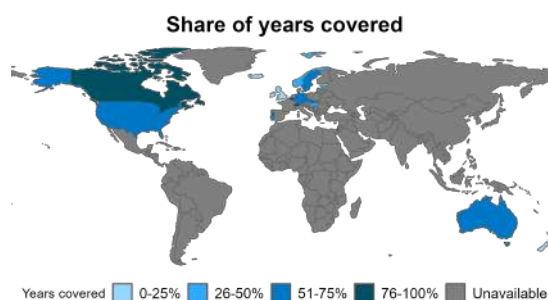 Share of years covered
Years covered 0-25% 26-50% 51-75% 76-100% Unavailable